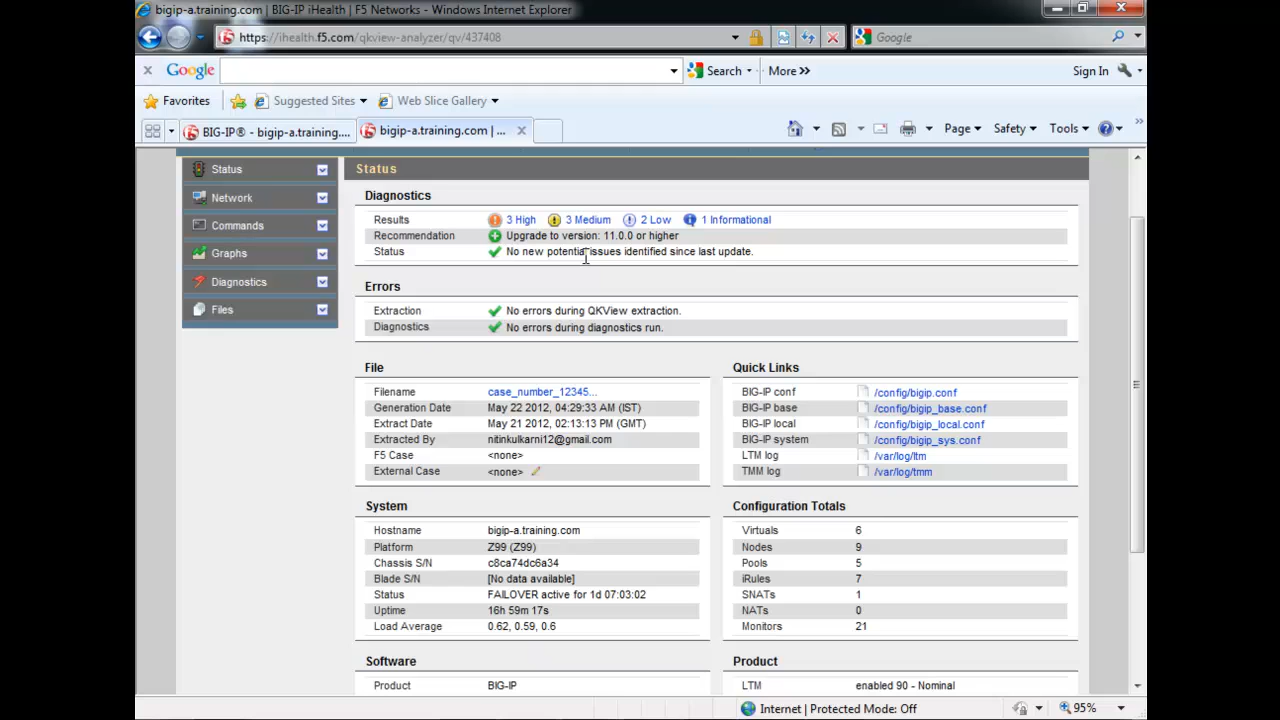 bigip-a.training.com | BIG-IP iHealth | F5 Networks - Windows Internet Explorer
https://ihealth.f5.com/qkview-analyzer/qv/437408
Google
Google
Search
More »
Sign In
Favorites
Suggested Sites
Web Slice Gallery
BIG-IP® - bigip-a.training....
bigip-a.training.com | ...
Page
Safety
Tools
Status
Network
Commands
Graphs
Diagnostics
Files
Status
Diagnostics
Results 3 High 3 Medium 2 Low 1 Informational
Recommendation Upgrade to version: 11.0.0 or higher
Status No new potential issues identified since last update.
Errors
Extraction No errors during QKView extraction.
Diagnostics No errors during diagnostics run.
File
Filename case_number_12345...
Generation Date May 22 2012, 04:29:33 AM (IST)
Extract Date May 21 2012, 02:13:13 PM (GMT)
Extracted By nitinkulkarni12@gmail.com
F5 Case <none>
External Case <none>
Quick Links
BIG-IP conf /config/bigip.conf
BIG-IP base /config/bigip_base.conf
BIG-IP local /config/bigip_local.conf
BIG-IP system /config/bigip_sys.conf
LTM log /var/log/ltm
TMM log /var/log/tmm
System
Hostname bigip-a.training.com
Platform Z99 (Z99)
Chassis S/N c8ca74dc6a34
Blade S/N [No data available]
Status FAILOVER active for 1d 07:03:02
Uptime 16h 59m 17s
Load Average 0.62, 0.59, 0.6
Configuration Totals
Virtuals 6
Nodes 9
Pools 5
iRules 7
SNATs 1
NATs 0
Monitors 21
Software
Product BIG-IP
Product
LTM enabled 90 - Nominal
Internet | Protected Mode: Off
95%